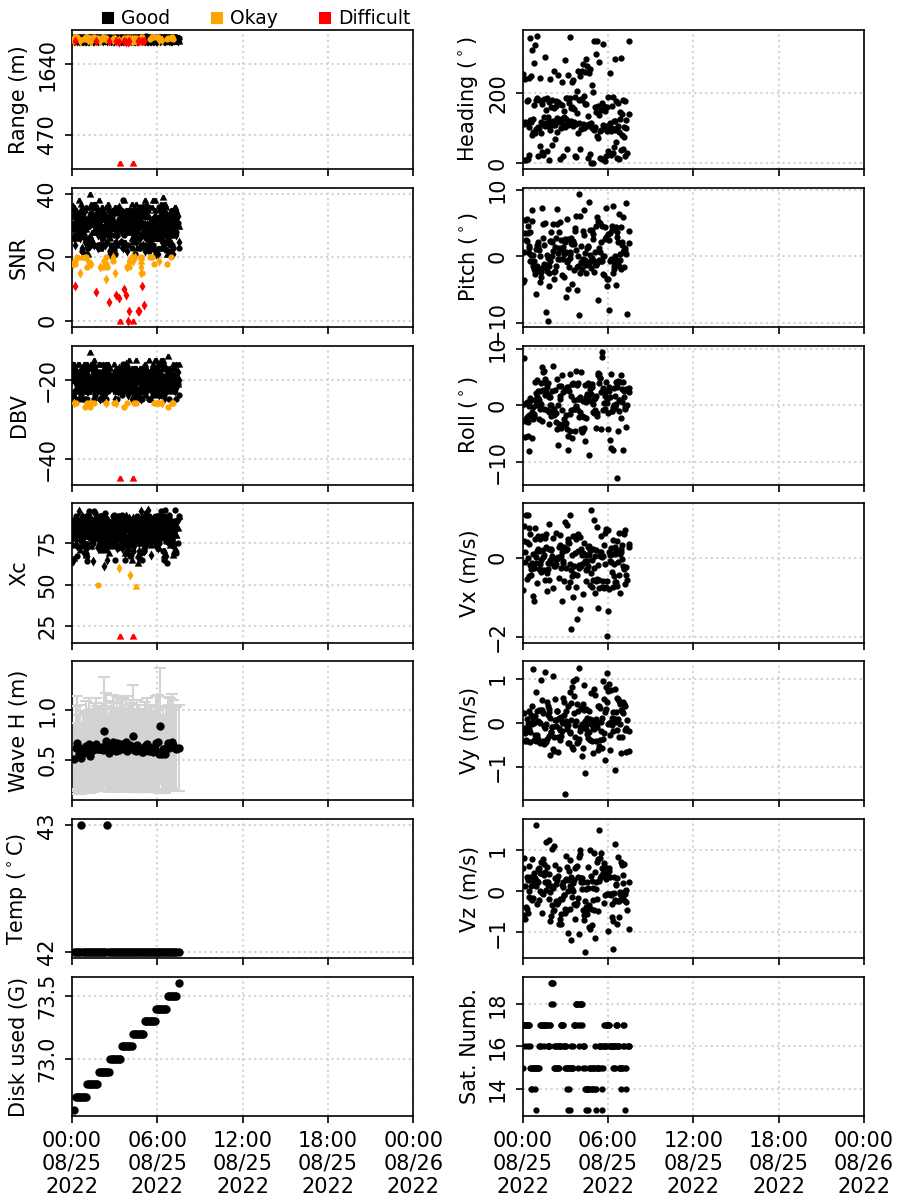 Good Okay Difficult
Range (m)
1640
470
Heading (°)
200
0
SNR
40
20
0
Pitch (°)
10
0
−10
DBV
−20
−40
Roll (°)
10
0
−10
Xc
75
50
25
Vx (m/s)
0
−2
Wave H (m)
1.0
0.5
Vy (m/s)
1
0
−1
Temp (°C)
43
42
Vz (m/s)
1
0
−1
Disk used (G)
73.5
73.0
Sat. Numb.
18
16
14
00:00 06:00 12:00 18:00 00:00
08/25 08/25 08/25 08/25 08/26
2022 2022 2022 2022 2022
00:00 06:00 12:00 18:00 00:00
08/25 08/25 08/25 08/25 08/26
2022 2022 2022 2022 2022